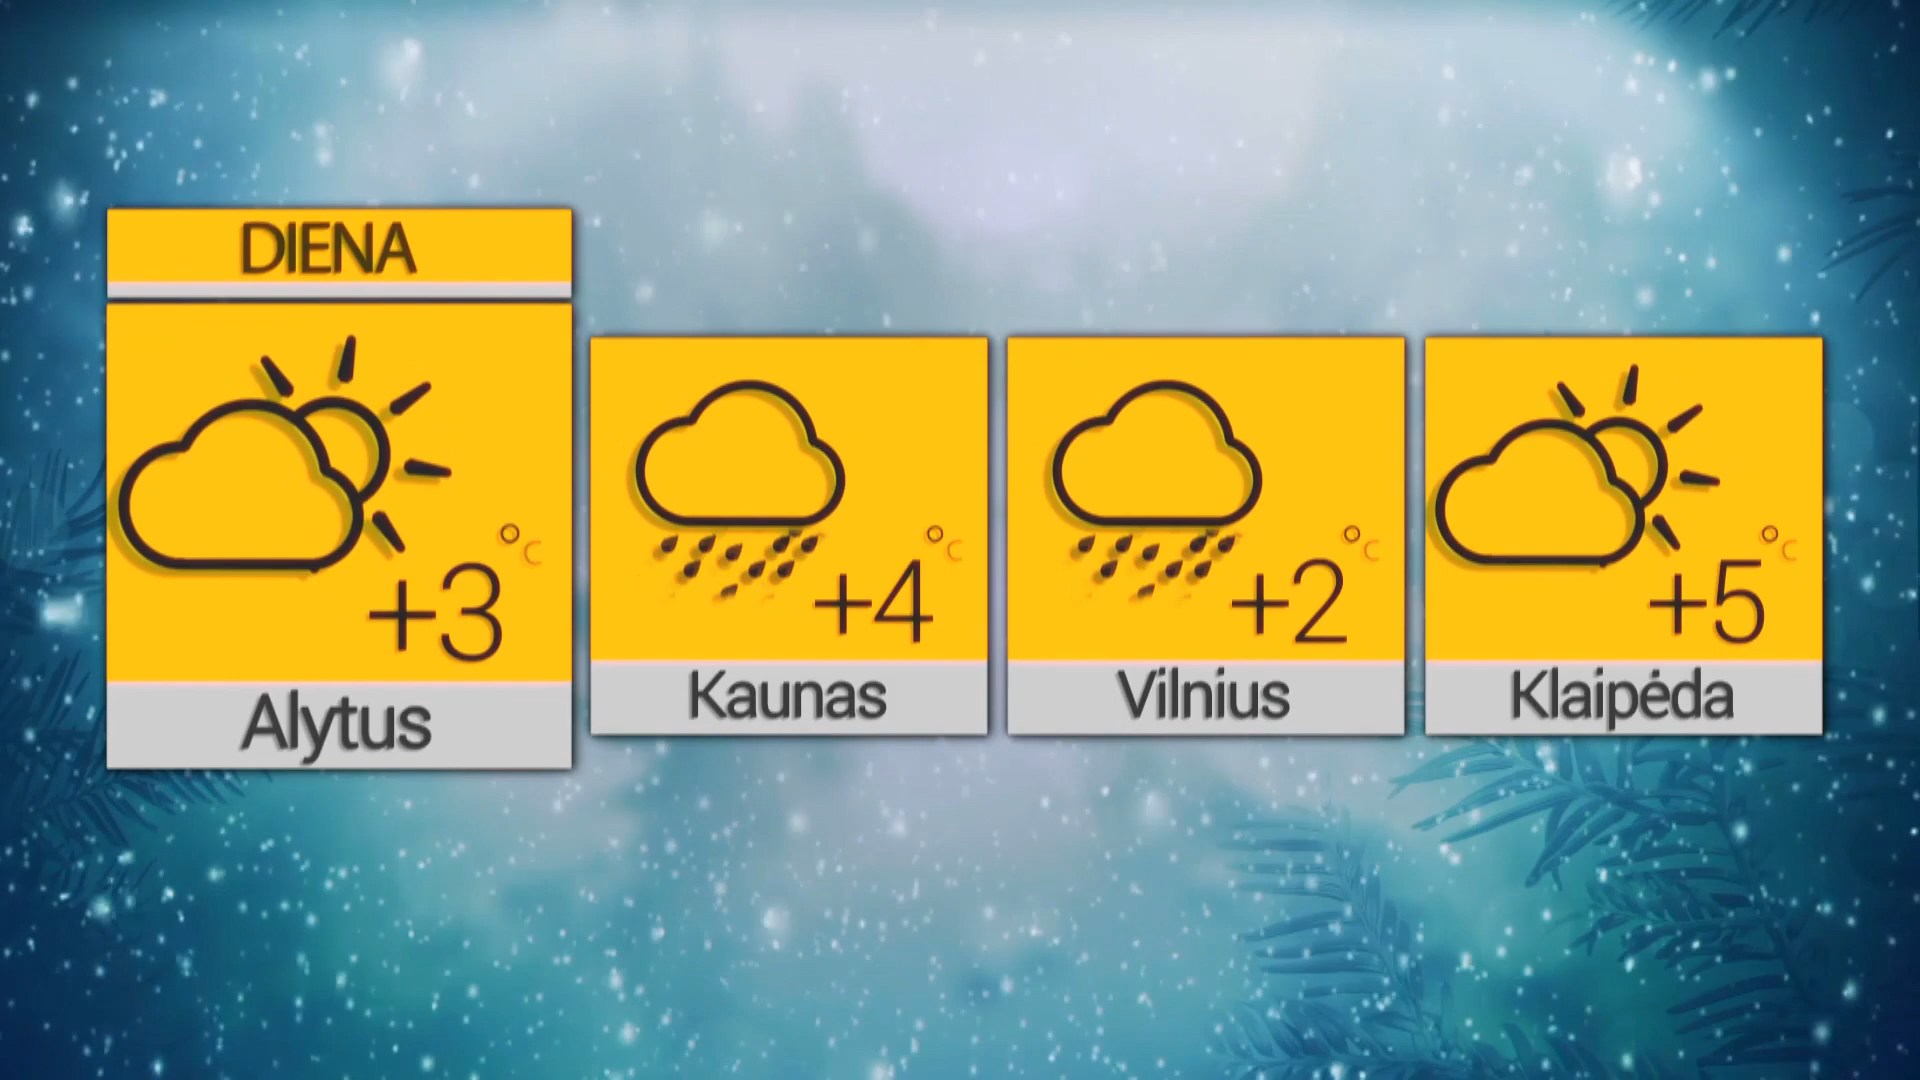 DIENA
+3 °C
Alytus
+4 °C
Kaunas
+2 °C
Vilnius
+5 °C
Klaipėda